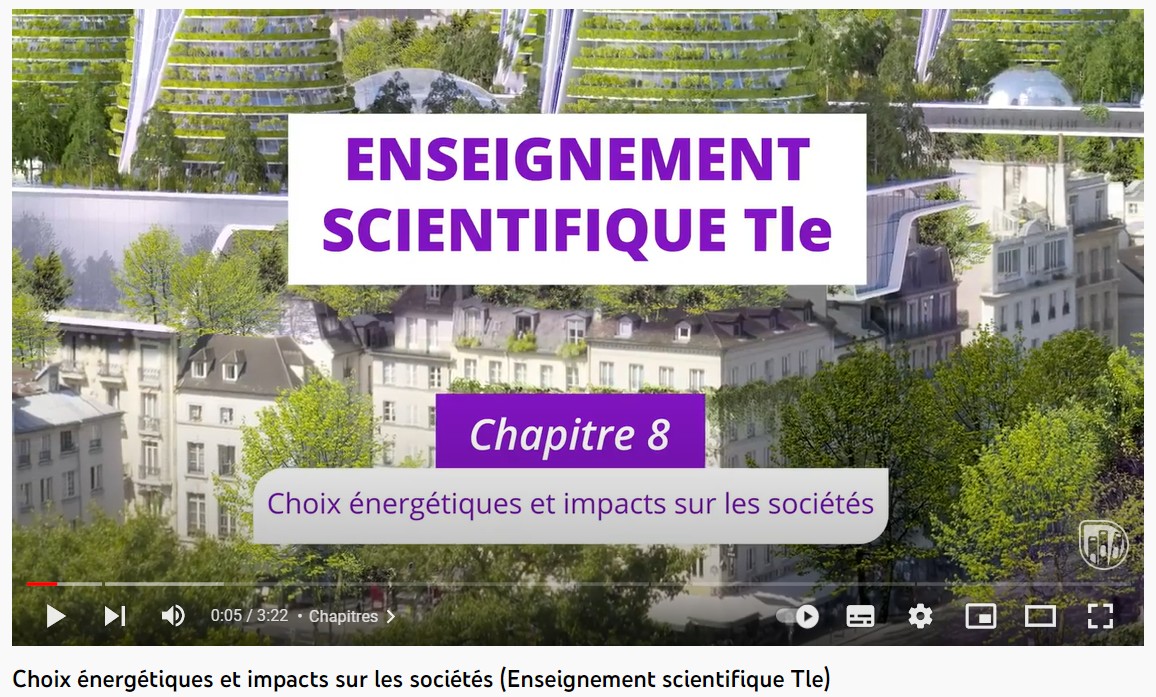 ENSEIGNEMENT
SCIENTIFIQUE Tle
Chapitre 8
Choix énergétiques et impacts sur les sociétés
0:05 / 3:22 • Chapitres
Choix énergétiques et impacts sur les sociétés (Enseignement scientifique Tle)